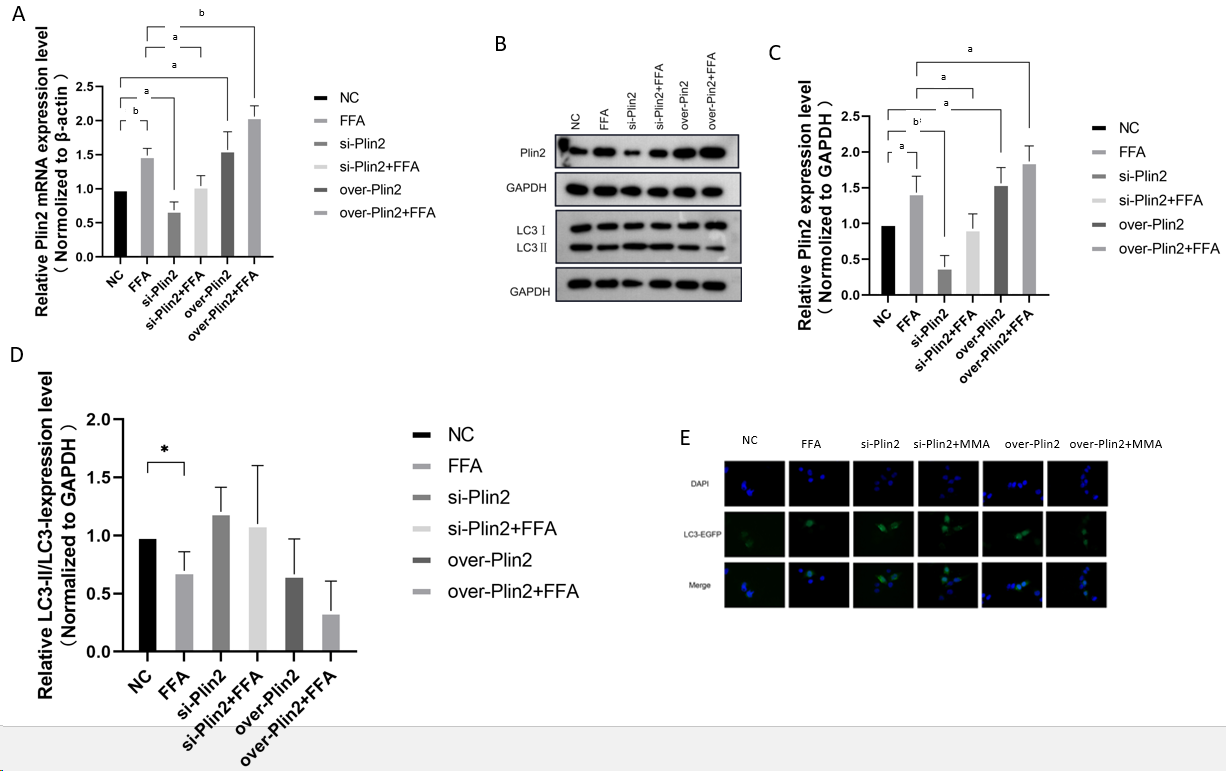 A
b
a
a
a
b
Relative Plin2 mRNA expression level
( Normolized to β-actin )
2.5
2.0
1.5
1.0
0.5
0.0
NC
FFA
si-Plin2
si-Plin2+FFA
over-Plin2
over-Plin2+FFA
NC
FFA
si-Plin2
si-Plin2+FFA
over-Plin2
over-Plin2+FFA
B
NC
FFA
si-Plin2
si-Plin2+FFA
over-Pin2
over-Pin2+FFA
Plin2
GAPDH
LC3 I
LC3 II
GAPDH
C
a
a
a
b
a
Relative Plin2 expression level
( Normolized to GAPDH )
2.5
2.0
1.5
1.0
0.5
0.0
NC
FFA
si-Plin2
si-Plin2+FFA
over-Plin2
over-Plin2+FFA
NC
FFA
si-Plin2
si-Plin2+FFA
over-Plin2
over-Plin2+FFA
D
*
Relative LC3-II/LC3-Iexpression level
(Normalized to GAPDH )
2.0
1.5
1.0
0.5
0.0
NC
FFA
si-Plin2
si-Plin2+FFA
over-Plin2
over-Plin2+FFA
NC
FFA
si-Plin2
si-Plin2+FFA
over-Plin2
over-Plin2+FFA
E
NC
FFA
si-Plin2
si-Plin2+MMA
over-Plin2
over-Plin2+MMA
DAPI
LC3-EGFP
Merge